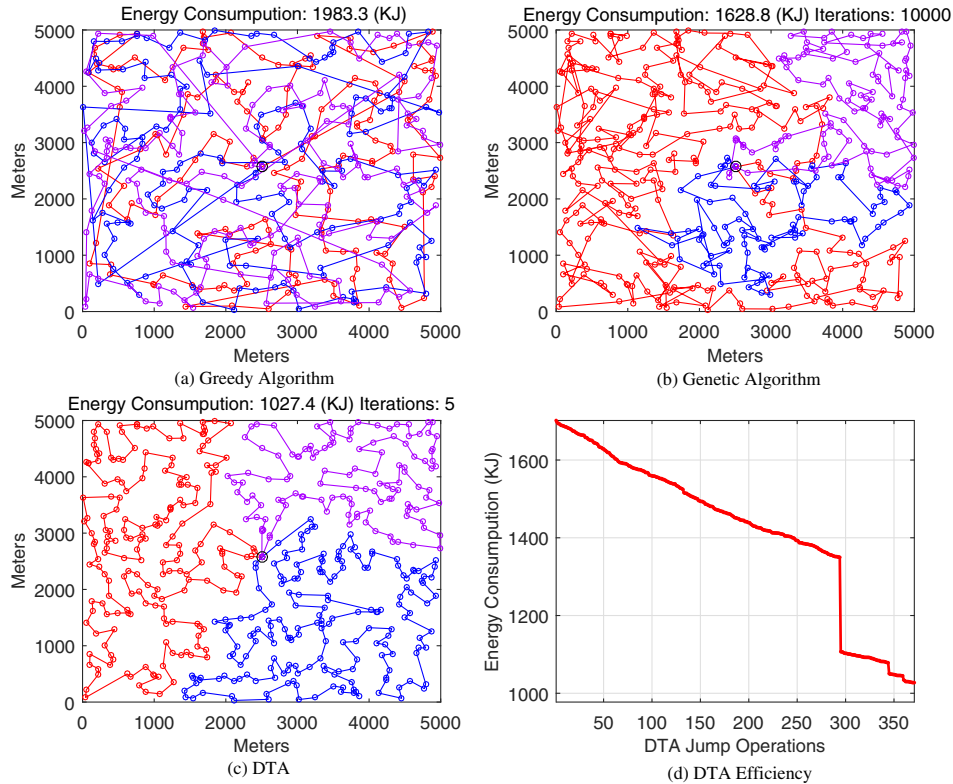 Energy Consumpution: 1983.3 (KJ)
5000
4000
3000
2000
1000
0
Meters
0 1000 2000 3000 4000 5000
Meters
(a) Greedy Algorithm
Energy Consumpution: 1628.8 (KJ) Iterations: 10000
5000
4000
3000
2000
1000
0
Meters
0 1000 2000 3000 4000 5000
Meters
(b) Genetic Algorithm
Energy Consumpution: 1027.4 (KJ) Iterations: 5
5000
4000
3000
2000
1000
0
Meters
0 1000 2000 3000 4000 5000
Meters
(c) DTA
1600
1400
1200
1000
Energy Consumption (KJ)
50 100 150 200 250 300 350
DTA Jump Operations
(d) DTA Efficiency